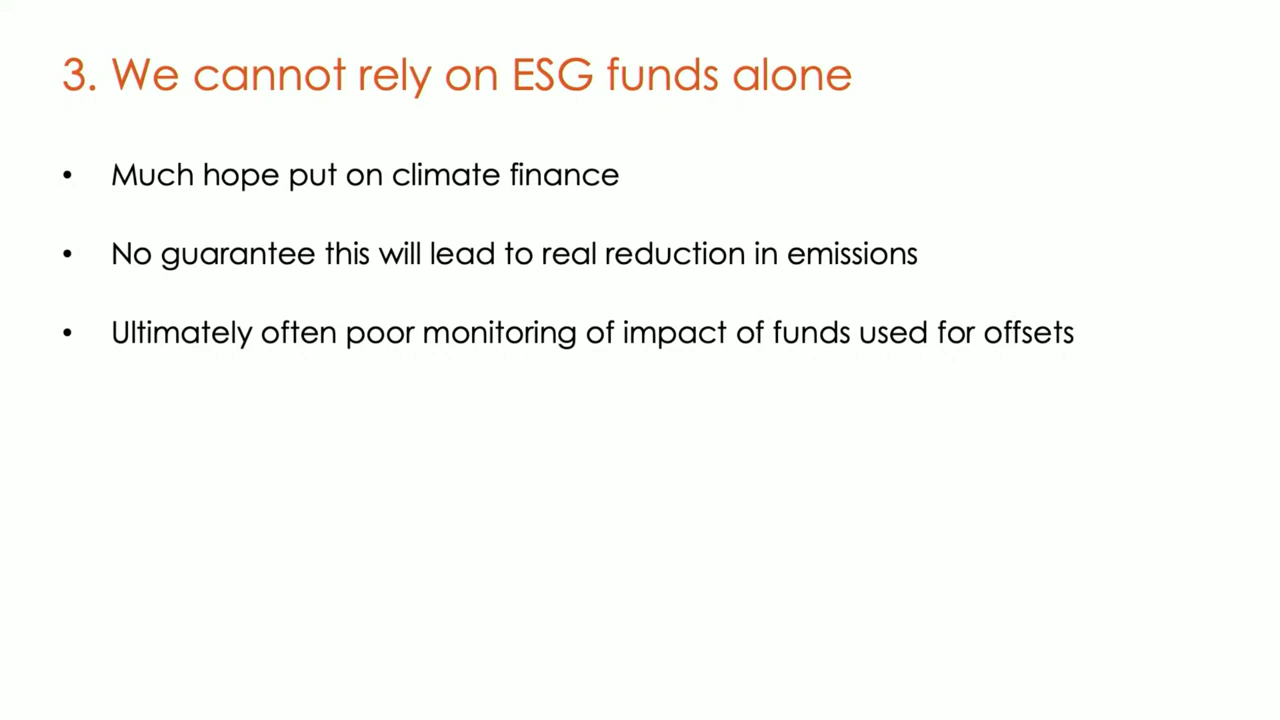 3. We cannot rely on ESG funds alone
• Much hope put on climate finance
• No guarantee this will lead to real reduction in emissions
• Ultimately often poor monitoring of impact of funds used for offsets